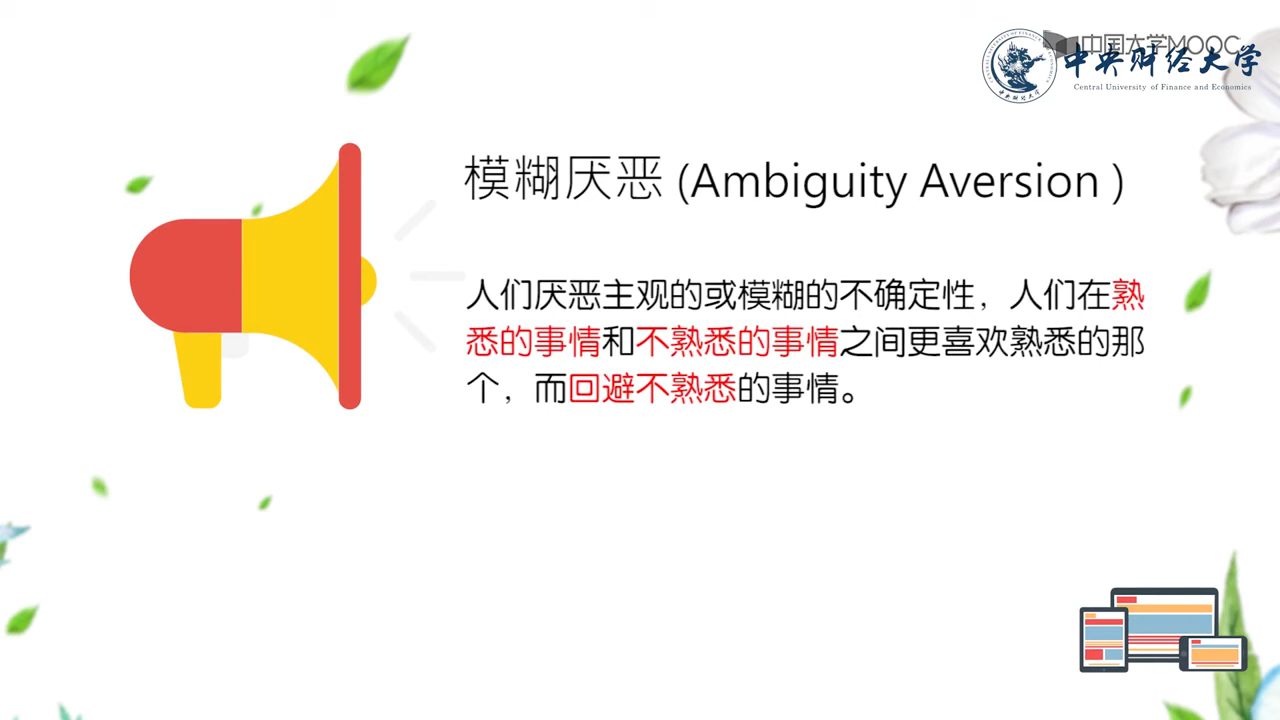 中国大学MOOC
中央财经大学
Central University of Finance and Economics
模糊厌恶 (Ambiguity Aversion )
人们厌恶主观的或模糊的不确定性，人们在熟
悉的事情和不熟悉的事情之间更喜欢熟悉的那
个，而回避不熟悉的事情。